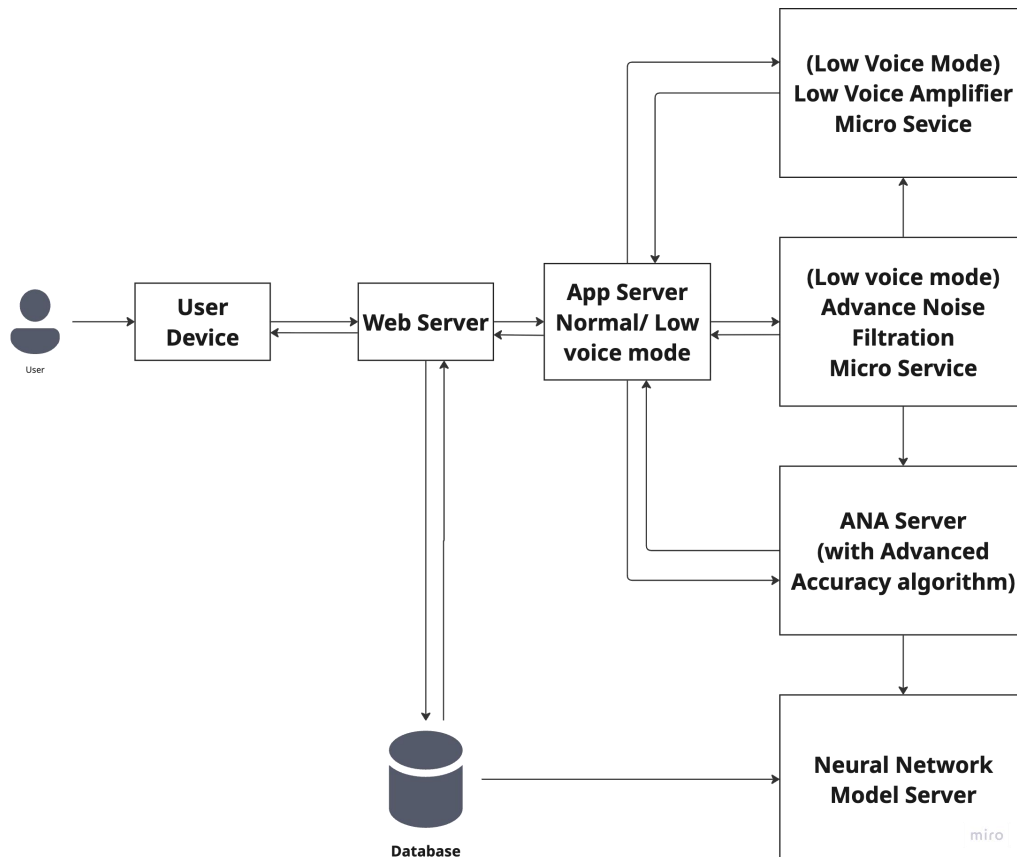 (Low Voice Mode)
Low Voice Amplifier
Micro Sevice
(Low voice mode)
Advance Noise
Filtration
Micro Service
App Server
Normal/ Low
voice mode
User
Device
Web Server
User
ANA Server
(with Advanced
Accuracy algorithm)
Neural Network
Model Server
Database
miro